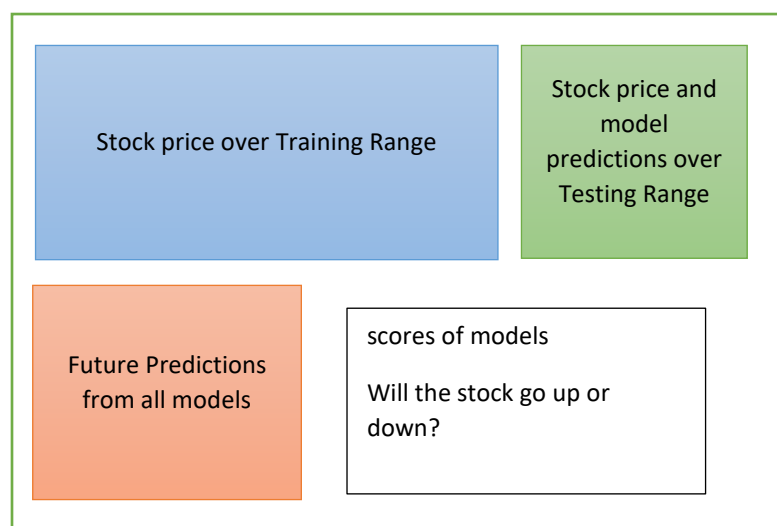 Stock price over Training Range
Stock price and
model
predictions over
Testing Range
Future Predictions
from all models
scores of models
Will the stock go up or
down?